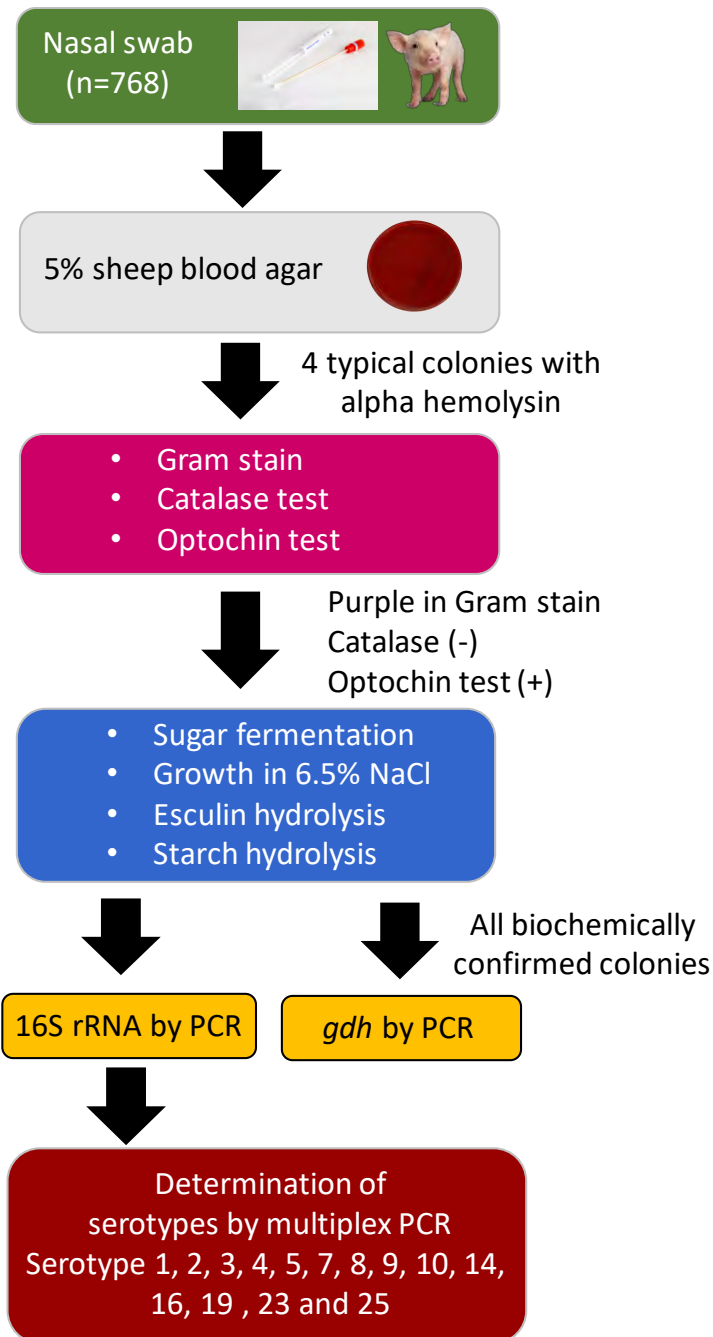 Nasal swab
(n=768)
5% sheep blood agar
4 typical colonies with
alpha hemolysin
• Gram stain
• Catalase test
• Optochin test
Purple in Gram stain
Catalase (-)
Optochin test (+)
• Sugar fermentation
• Growth in 6.5% NaCl
• Esculin hydrolysis
• Starch hydrolysis
All biochemically
confirmed colonies
16S rRNA by PCR
gdh by PCR
Determination of
serotypes by multiplex PCR
Serotype 1, 2, 3, 4, 5, 7, 8, 9, 10, 14,
16, 19 , 23 and 25